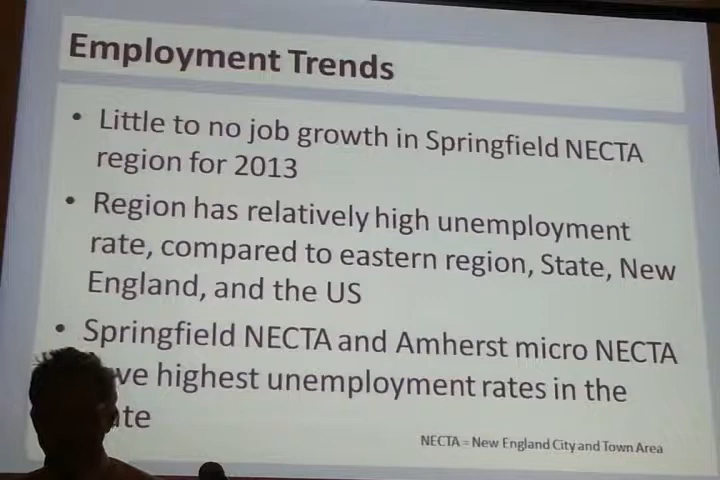 Employment Trends
• Little to no job growth in Springfield NECTA
region for 2013
• Region has relatively high unemployment
rate, compared to eastern region, State, New
England, and the US
• Springfield NECTA and Amherst micro NECTA
ve highest unemployment rates in the
te
NECTA = New England City and Town Area